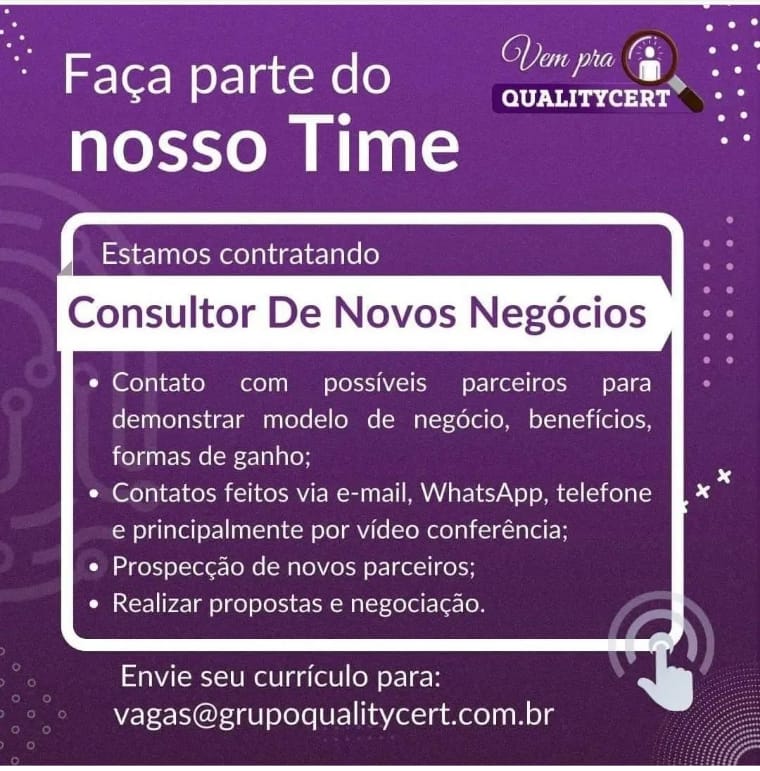 Faça parte do
nosso Time
Vem pra
QUALITYCERT
Estamos contratando
Consultor De Novos Negócios
• Contato com possíveis parceiros para
demonstrar modelo de negócio, benefícios,
formas de ganho;
• Contatos feitos via e-mail, WhatsApp, telefone
e principalmente por vídeo conferência;
• Prospecção de novos parceiros;
• Realizar propostas e negociação.
Envie seu currículo para:
vagas@grupoqualitycert.com.br